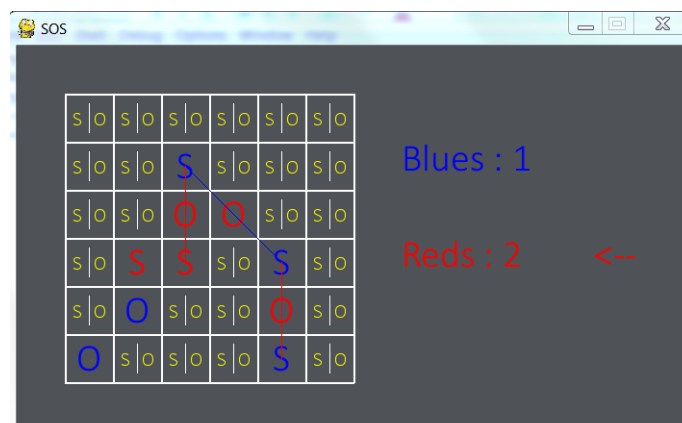 SOS
S|O S|O S|O S|O S|O S|O
S|O S|O S S|O S|O S|O
Blues : 1
S|O S|O O O S|O S|O
S|O S S S|O S S|O
Reds : 2 <--
S|O O S|O S|O O S|O
O S|O S|O S|O S S|O